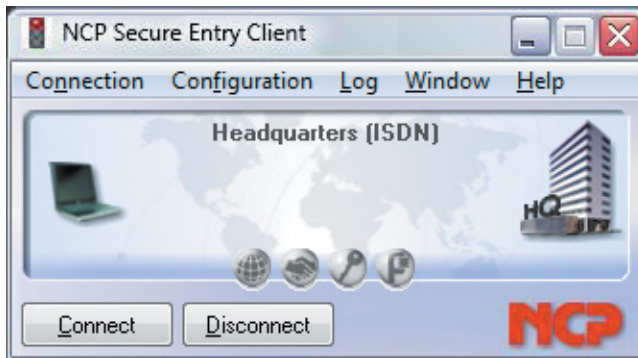 NCP Secure Entry Client
Connection Configuration Log Window Help
Headquarters (ISDN)
HQ
Connect Disconnect
NCP